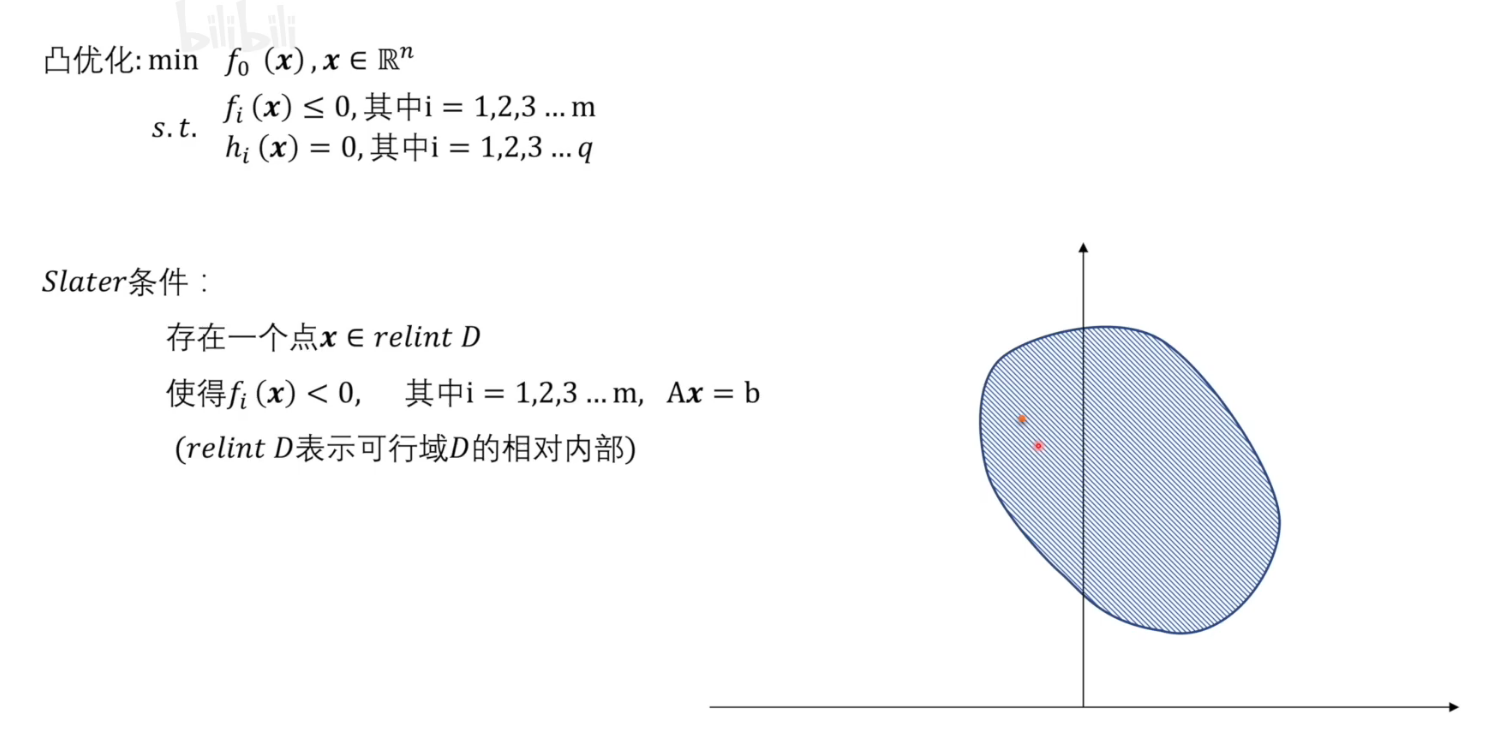 bilibili
凸优化: min f₀ (x), x ∈ ℝⁿ
s.t. fᵢ (x) ≤ 0, 其中i = 1,2,3 … m
hᵢ (x) = 0, 其中i = 1,2,3 … q
Slater条件：
存在一个点x ∈ relint D
使得fᵢ (x) < 0, 其中i = 1,2,3 … m, Ax = b
(relint D表示可行域D的相对内部)